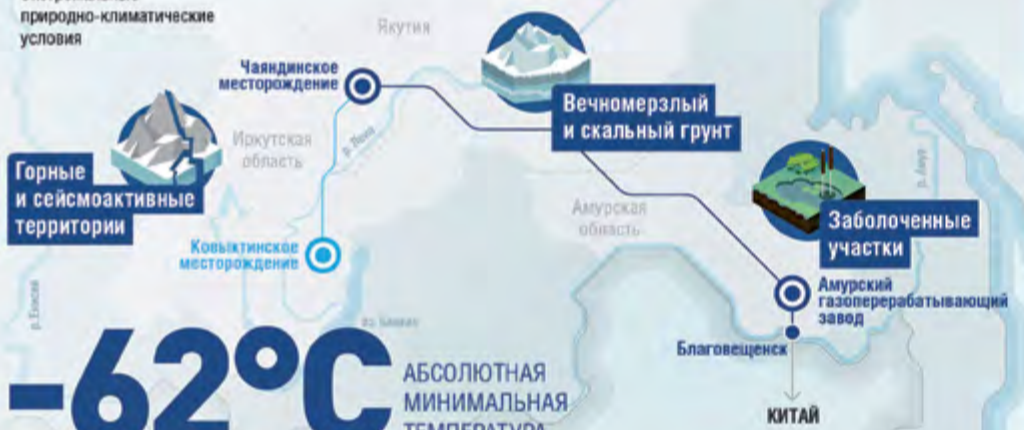 природно-климатические
условия
Якутия
Чаяндинское
месторождение
Вечномерзлый
и скальный грунт
Иркутская
область
р. Лена
Горные
и сейсмоактивные
территории
р. Амур
Амурская
область
Заболоченные
участки
Ковыктинское
месторождение
р. Енисей
оз. Байкал
Амурский
газоперерабатывающий
завод
Благовещенск
-62°C
АБСОЛЮТНАЯ
МИНИМАЛЬНАЯ
ТЕМПЕРАТУРА
КИТАЙ